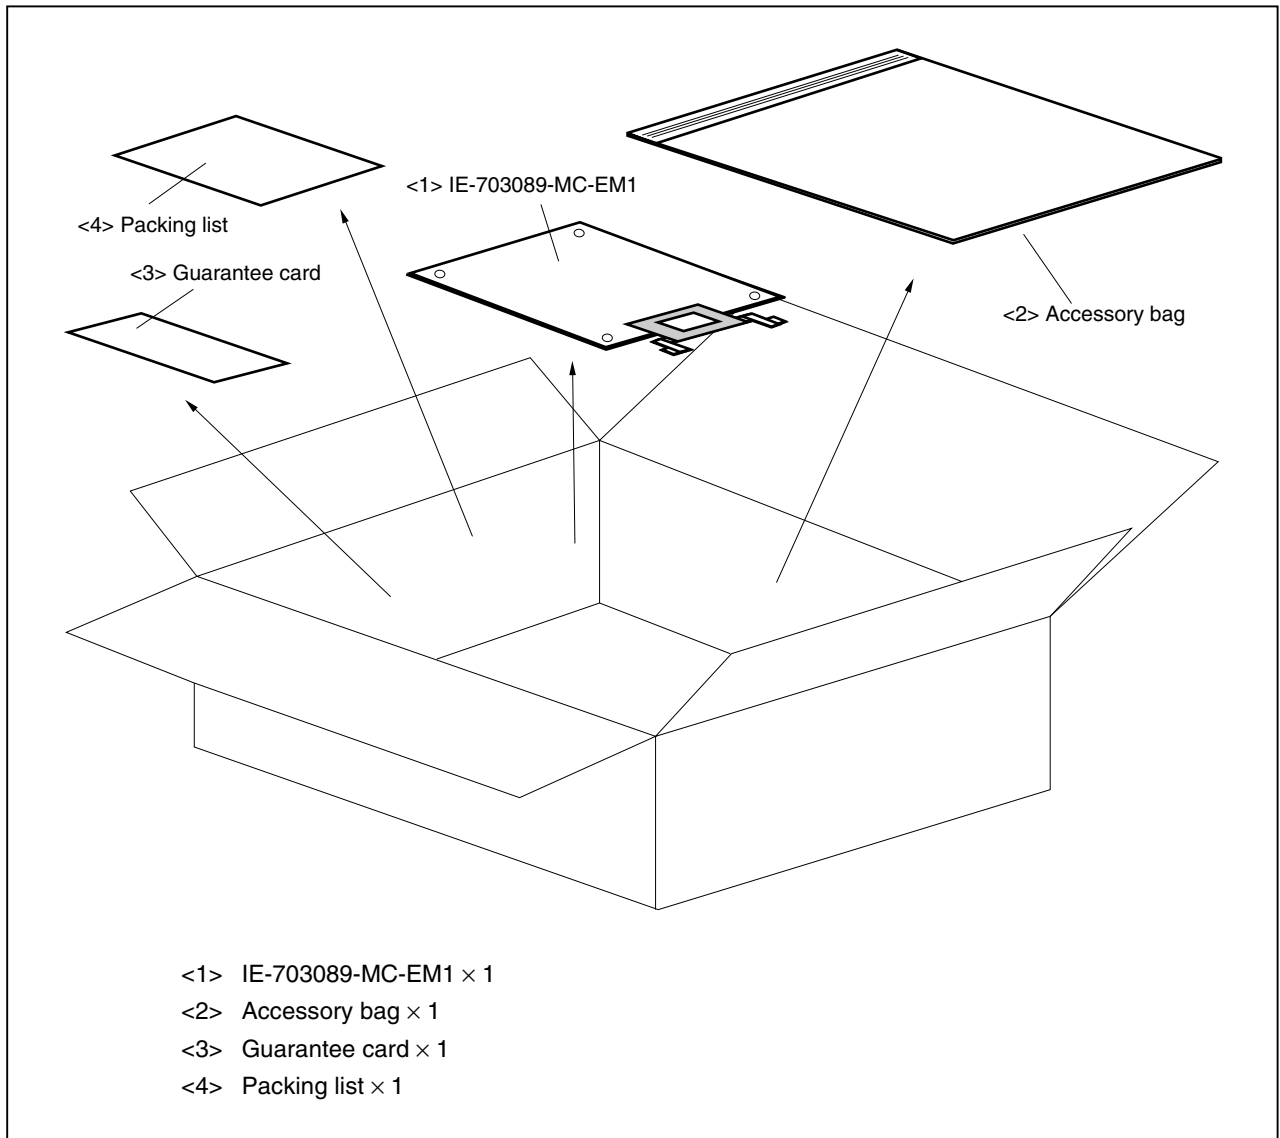 <1> IE-703089-MC-EM1
<4> Packing list
<3> Guarantee card
<2> Accessory bag
<1> IE-703089-MC-EM1 × 1
<2> Accessory bag × 1
<3> Guarantee card × 1
<4> Packing list × 1